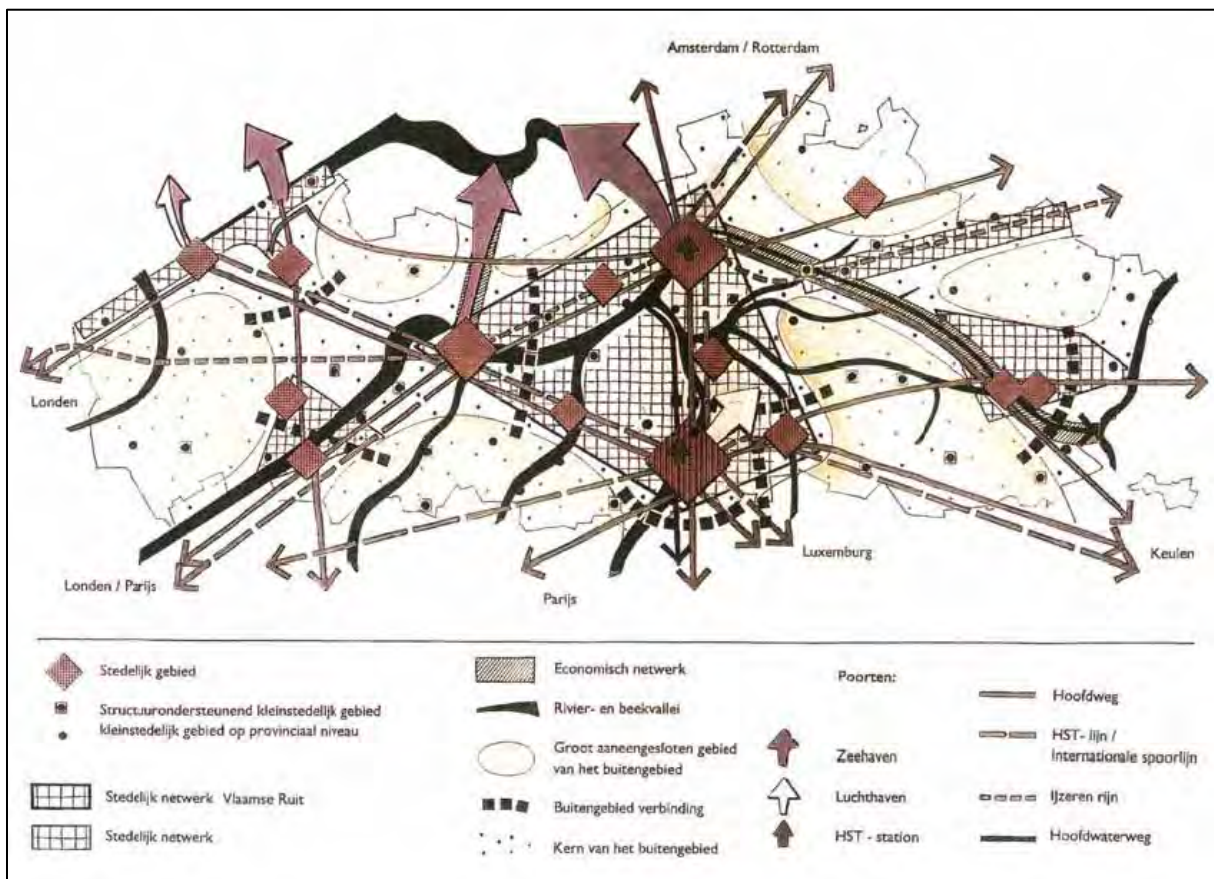 Amsterdam / Rotterdam
Londen
Londen / Parijs
Parijs
Luxemburg
Keulen
Stedelijk gebied
Structuurondersteunend kleinstedelijk gebied
kleinstedelijk gebied op provinciaal niveau
Stedelijk netwerk Vlaamse Ruit
Stedelijk netwerk
Economisch netwerk
Rivier- en beekvallei
Groot aaneengesloten gebied
van het buitengebied
Buitengebied verbinding
Kern van het buitengebied
Poorten:
Zeehaven
Luchthaven
HST - station
Hoofdweg
HST- lijn /
Internationale spoorlijn
IJzeren rijn
Hoofdwaterweg